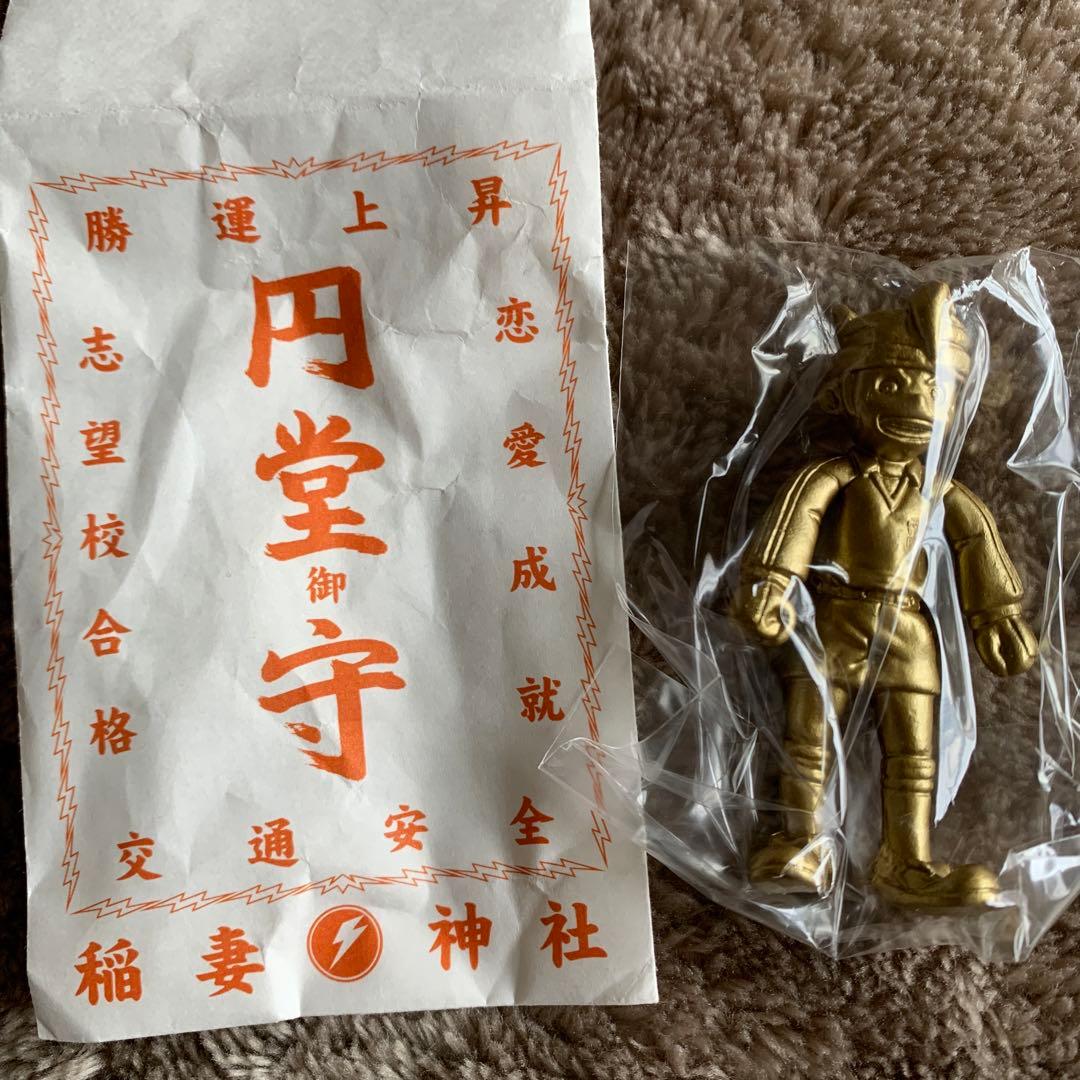 勝運上昇
円堂御守
恋愛成就
志望校合格
交通安全
稲妻神社